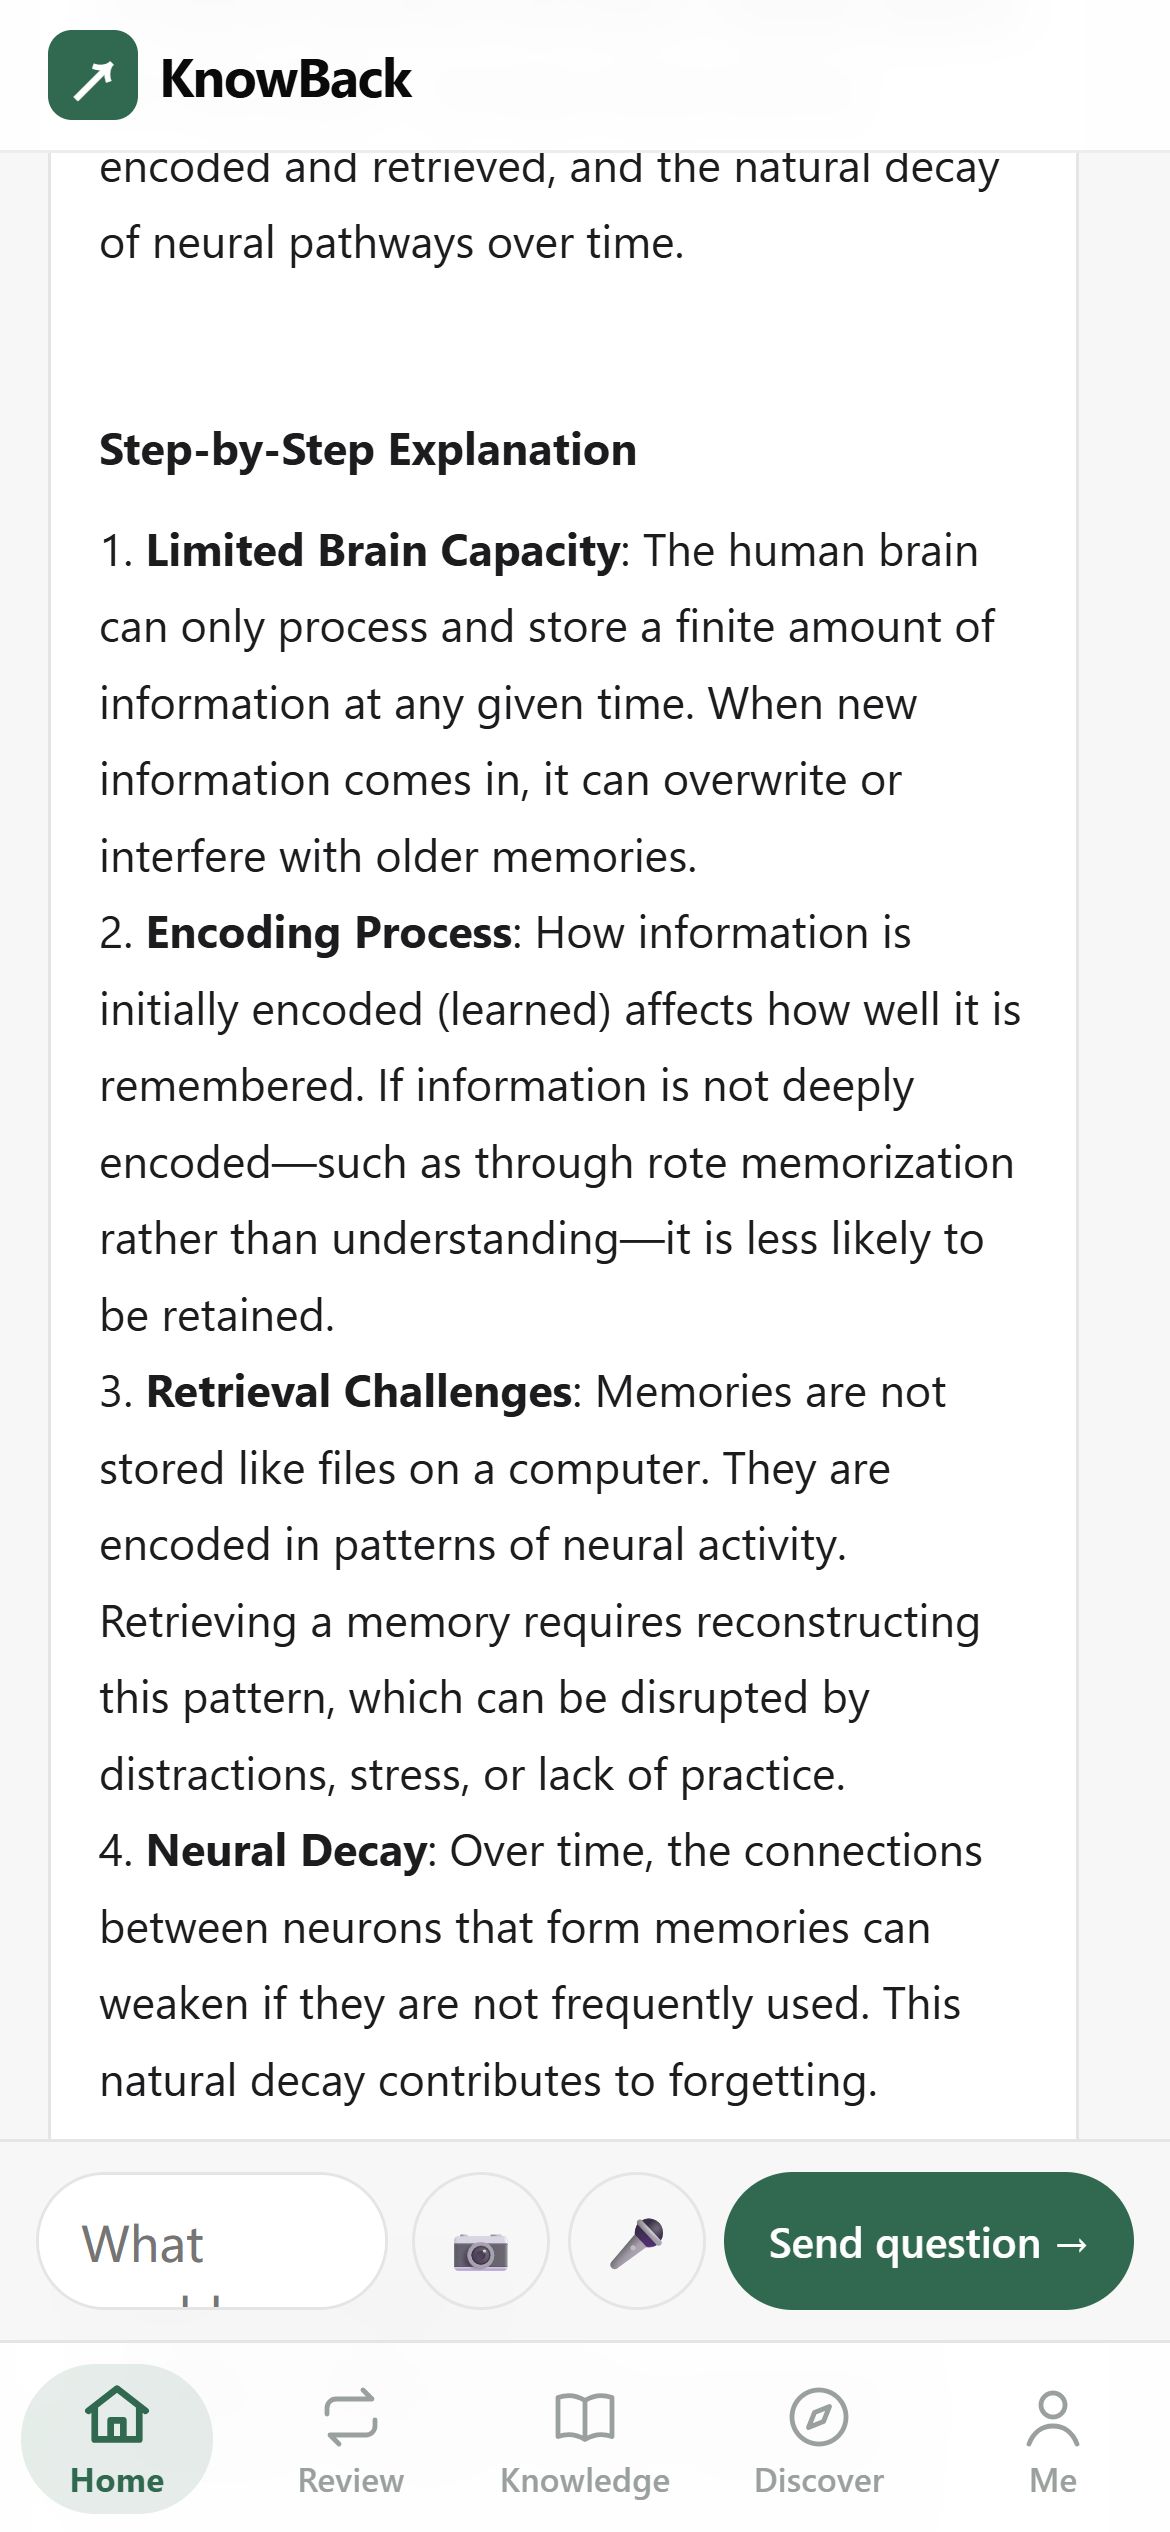 KnowBack
encoded and retrieved, and the natural decay
of neural pathways over time.
Step-by-Step Explanation
1. Limited Brain Capacity: The human brain
can only process and store a finite amount of
information at any given time. When new
information comes in, it can overwrite or
interfere with older memories.
2. Encoding Process: How information is
initially encoded (learned) affects how well it is
remembered. If information is not deeply
encoded—such as through rote memorization
rather than understanding—it is less likely to
be retained.
3. Retrieval Challenges: Memories are not
stored like files on a computer. They are
encoded in patterns of neural activity.
Retrieving a memory requires reconstructing
this pattern, which can be disrupted by
distractions, stress, or lack of practice.
4. Neural Decay: Over time, the connections
between neurons that form memories can
weaken if they are not frequently used. This
natural decay contributes to forgetting.
What
Send question →
Home
Review
Knowledge
Discover
Me